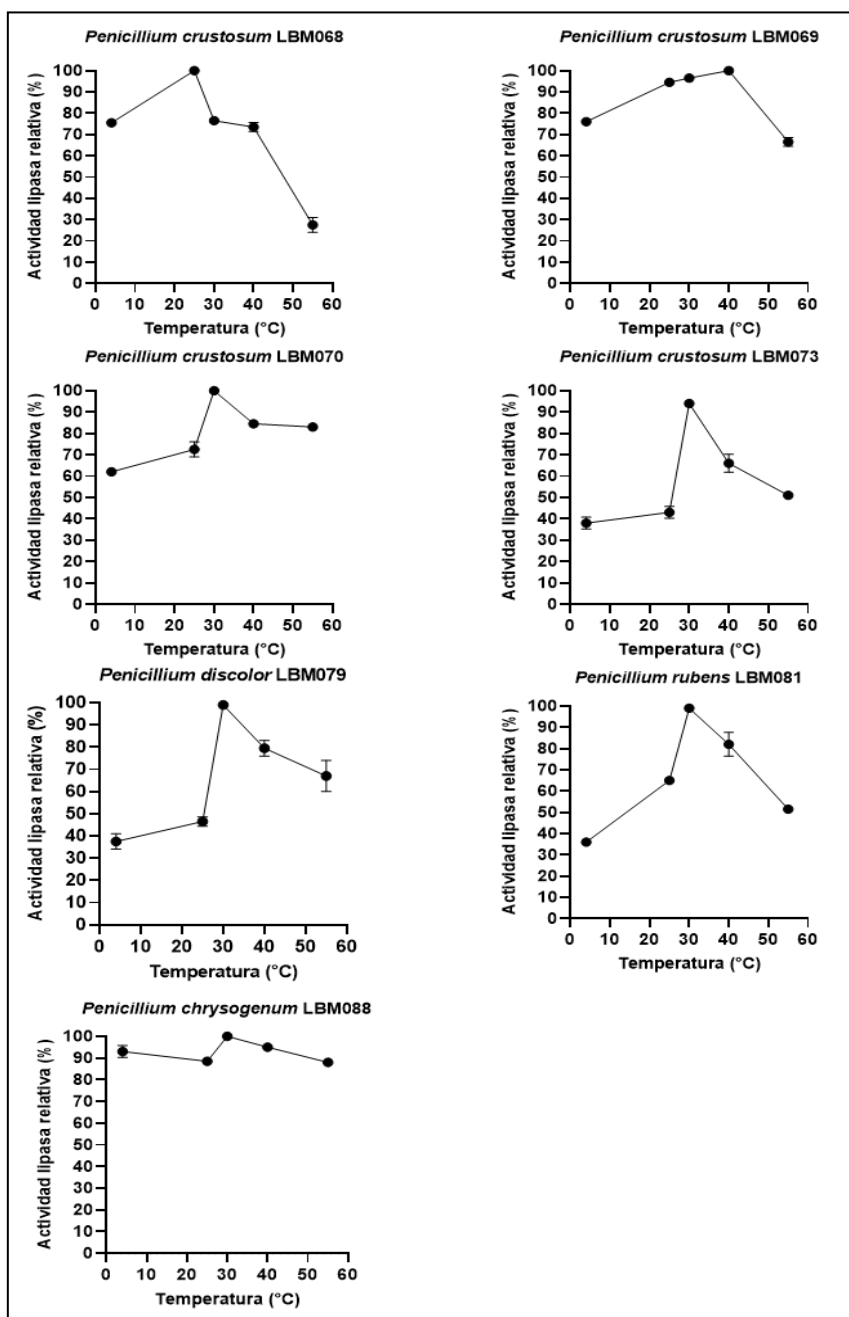 Penicillium crustosum LBM068
Actividad lipasa relativa (%)
100
90
80
70
60
50
40
30
20
10
0
0 10 20 30 40 50 60
Temperatura (°C)
Penicillium crustosum LBM069
Actividad lipasa relativa (%)
100
90
80
70
60
50
40
30
20
10
0
0 10 20 30 40 50 60
Temperatura (°C)
Penicillium crustosum LBM070
Actividad lipasa relativa (%)
100
90
80
70
60
50
40
30
20
10
0
0 10 20 30 40 50 60
Temperatura (°C)
Penicillium crustosum LBM073
Actividad lipasa relativa (%)
100
90
80
70
60
50
40
30
20
10
0
0 10 20 30 40 50 60
Temperatura (°C)
Penicillium discolor LBM079
Actividad lipasa relativa (%)
100
90
80
70
60
50
40
30
20
10
0
0 10 20 30 40 50 60
Temperatura (°C)
Penicillium rubens LBM081
Actividad lipasa relativa (%)
100
90
80
70
60
50
40
30
20
10
0
0 10 20 30 40 50 60
Temperatura (°C)
Penicillium chrysogenum LBM088
Actividad lipasa relativa (%)
100
90
80
70
60
50
40
30
20
10
0
0 10 20 30 40 50 60
Temperatura (°C)